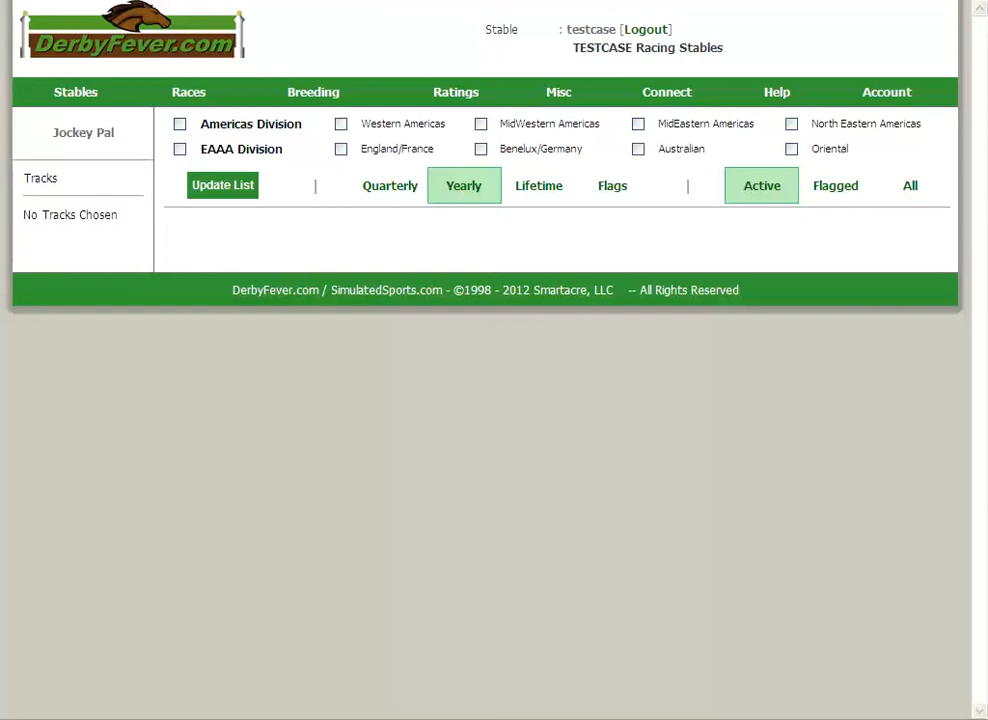 DerbyFever.com
Stable : testcase [Logout]
TESTCASE Racing Stables
Stables Races Breeding Ratings Misc Connect Help Account
Jockey Pal
Americas Division Western Americas MidWestern Americas MidEastern Americas North Eastern Americas
EAAA Division England/France Benelux/Germany Australian Oriental
Tracks
Update List | Quarterly Yearly Lifetime Flags | Active Flagged All
No Tracks Chosen
DerbyFever.com / SimulatedSports.com - ©1998 - 2012 Smartacre, LLC -- All Rights Reserved